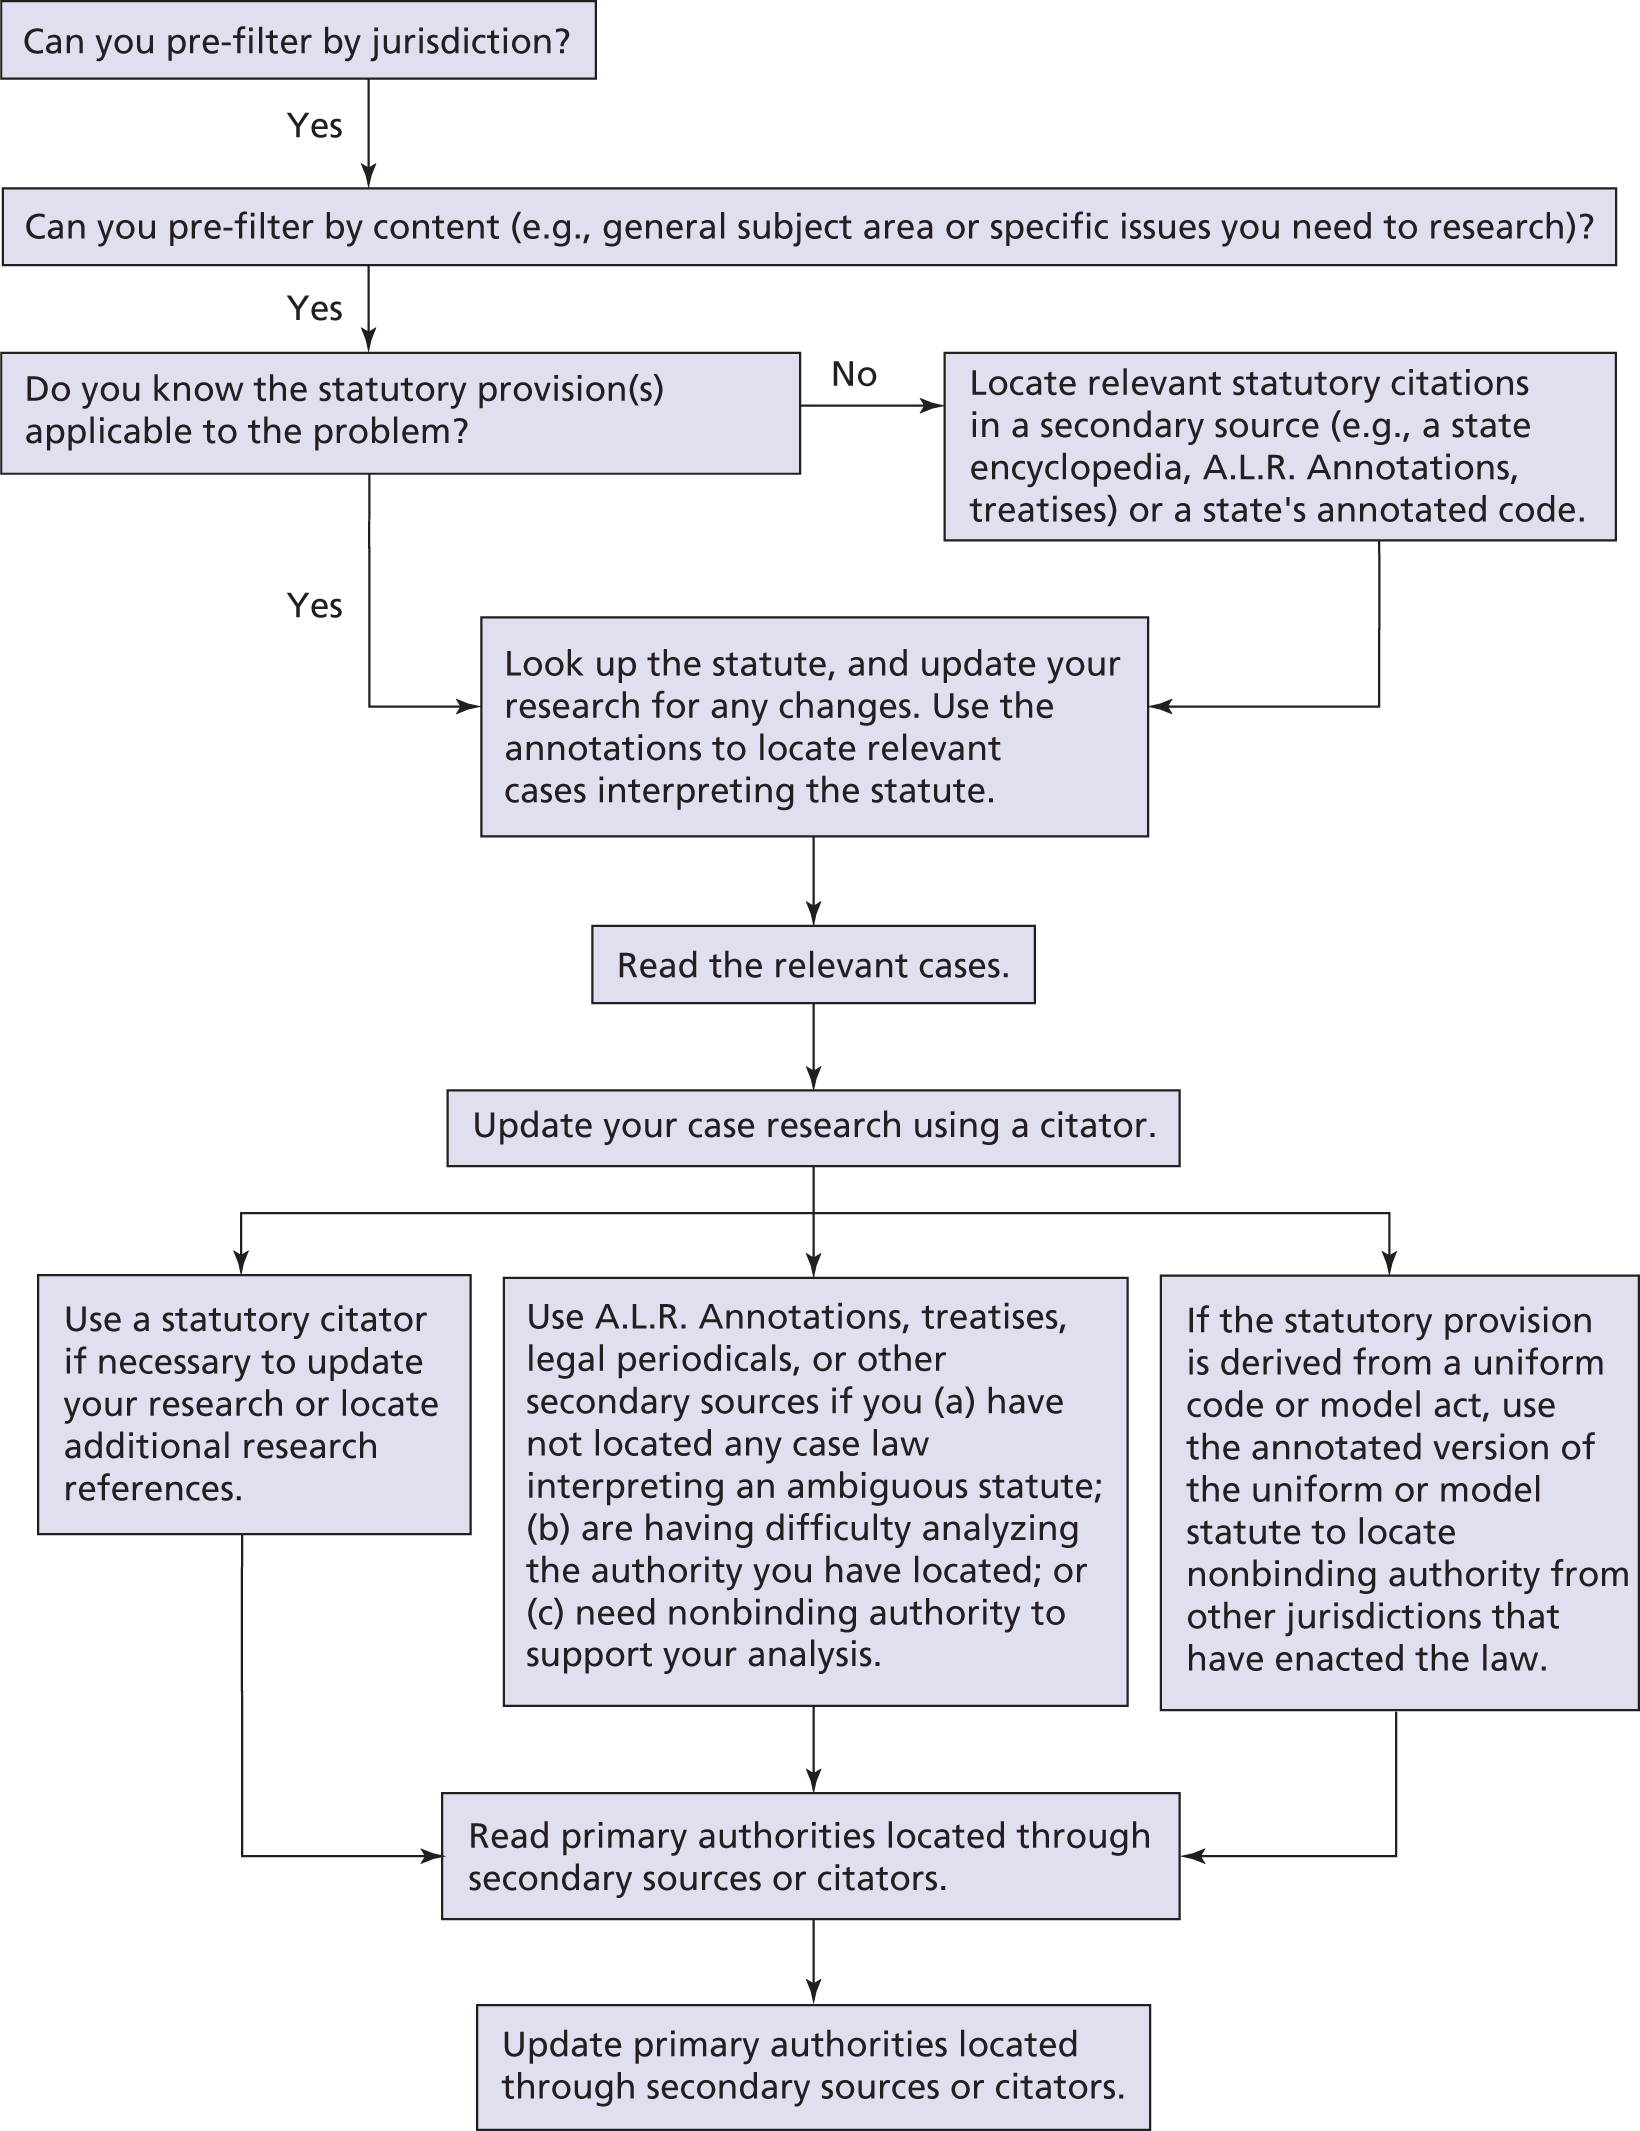 Can you pre-filter by jurisdiction?
Yes
Can you pre-filter by content (e.g., general subject area or specific issues you need to research)?
Yes
Do you know the statutory provision(s)
applicable to the problem?
No
Locate relevant statutory citations
in a secondary source (e.g., a state
encyclopedia, A.L.R. Annotations,
treatises) or a state's annotated code.
Yes
Look up the statute, and update your
research for any changes. Use the
annotations to locate relevant
cases interpreting the statute.
Read the relevant cases.
Update your case research using a citator.
Use a statutory citator
if necessary to update
your research or locate
additional research
references.
Use A.L.R. Annotations, treatises,
legal periodicals, or other
secondary sources if you (a) have
not located any case law
interpreting an ambiguous statute;
(b) are having difficulty analyzing
the authority you have located; or
(c) need nonbinding authority to
support your analysis.
If the statutory provision
is derived from a uniform
code or model act, use
the annotated version of
the uniform or model
statute to locate
nonbinding authority from
other jurisdictions that
have enacted the law.
Read primary authorities located through
secondary sources or citators.
Update primary authorities located
through secondary sources or citators.